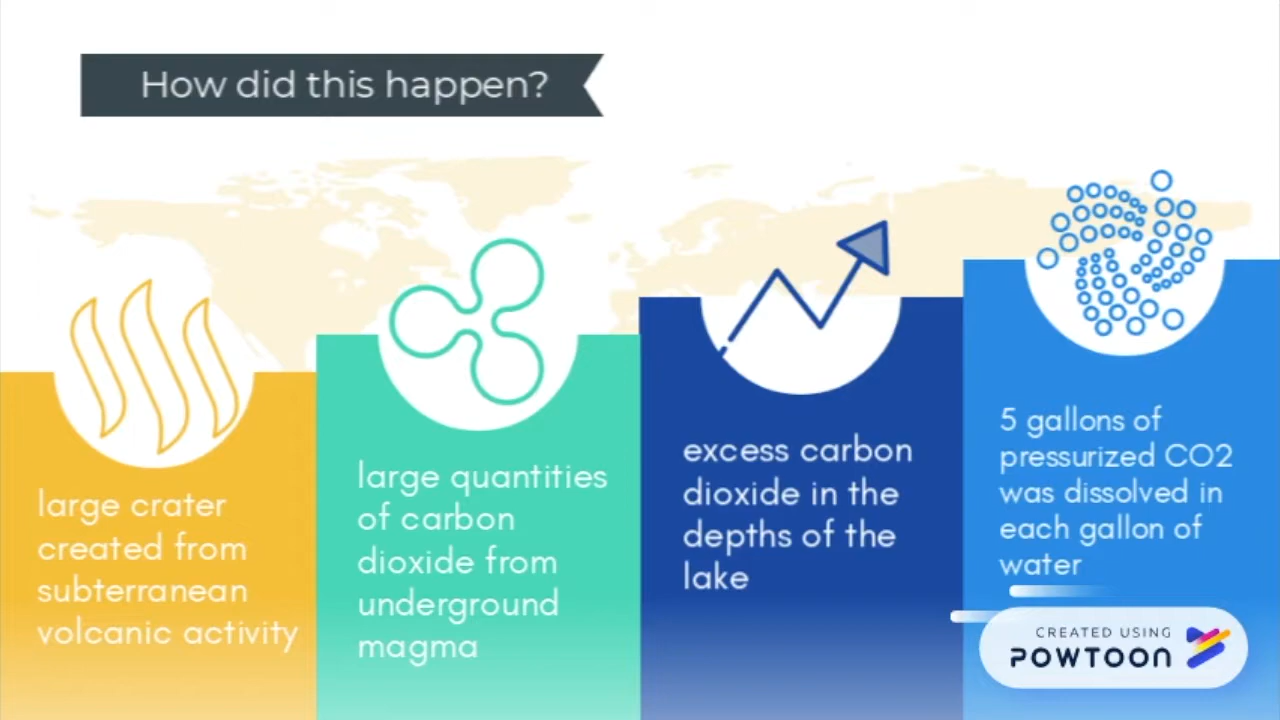 How did this happen?
large crater
created from
subterranean
volcanic activity
large quantities
of carbon
dioxide from
underground
magma
excess carbon
dioxide in the
depths of the
lake
5 gallons of
pressurized CO2
was dissolved in
each gallon of
water
CREATED USING
POWTOON